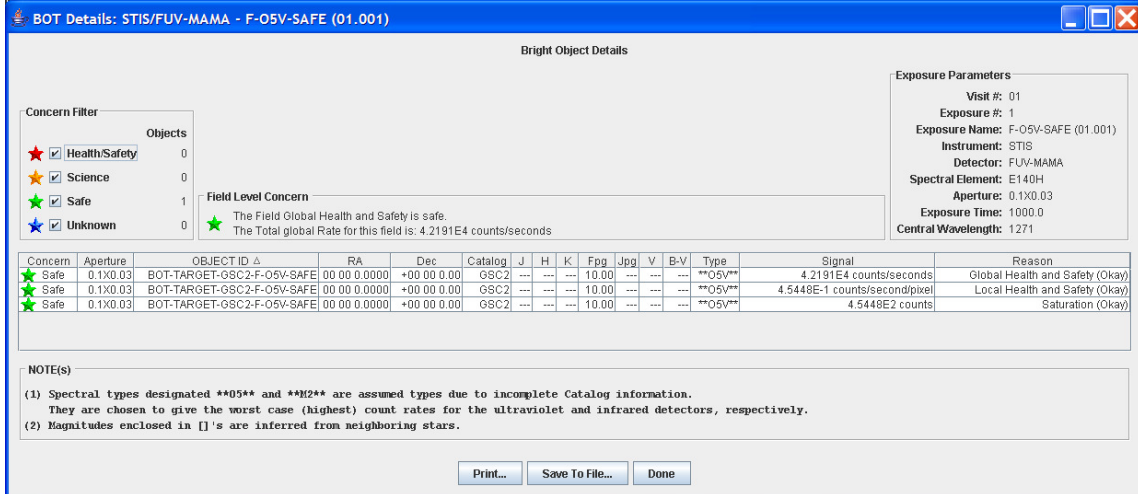 BOT Details: STIS/FUV-MAMA - F-O5V-SAFE (01.001)
Bright Object Details
Exposure Parameters
Visit #: 01
Exposure #: 1
Exposure Name: F-O5V-SAFE (01.001)
Instrument: STIS
Detector: FUV-MAMA
Spectral Element: E140H
Aperture: 0.1X0.03
Exposure Time: 1000.0
Central Wavelength: 1271
Concern Filter
Objects
Health/Safety 0
Science 0
Safe 1
Unknown 0
Field Level Concern
The Field Global Health and Safety is safe.
The Total global Rate for this field is: 4.2191E4 counts/seconds
Concern Aperture OBJECT ID △ RA Dec Catalog J H K Fpg Jpg V B-V Type Signal Reason
Safe 0.1X0.03 BOT-TARGET-GSC2-F-O5V-SAFE 00 00 0.0000 +00 00 0.00 GSC2 --- --- --- 10.00 --- --- --- **O5V** 4.2191E4 counts/seconds Global Health and Safety (Okay)
Safe 0.1X0.03 BOT-TARGET-GSC2-F-O5V-SAFE 00 00 0.0000 +00 00 0.00 GSC2 --- --- --- 10.00 --- --- --- **O5V** 4.5448E-1 counts/second/pixel Local Health and Safety (Okay)
Safe 0.1X0.03 BOT-TARGET-GSC2-F-O5V-SAFE 00 00 0.0000 +00 00 0.00 GSC2 --- --- --- 10.00 --- --- --- **O5V** 4.5448E2 counts Saturation (Okay)
NOTE(s)
(1) Spectral types designated **O5** and **M2** are assumed types due to incomplete Catalog information.
They are chosen to give the worst case (highest) count rates for the ultraviolet and infrared detectors, respectively.
(2) Magnitudes enclosed in []'s are inferred from neighboring stars.
Print... Save To File... Done